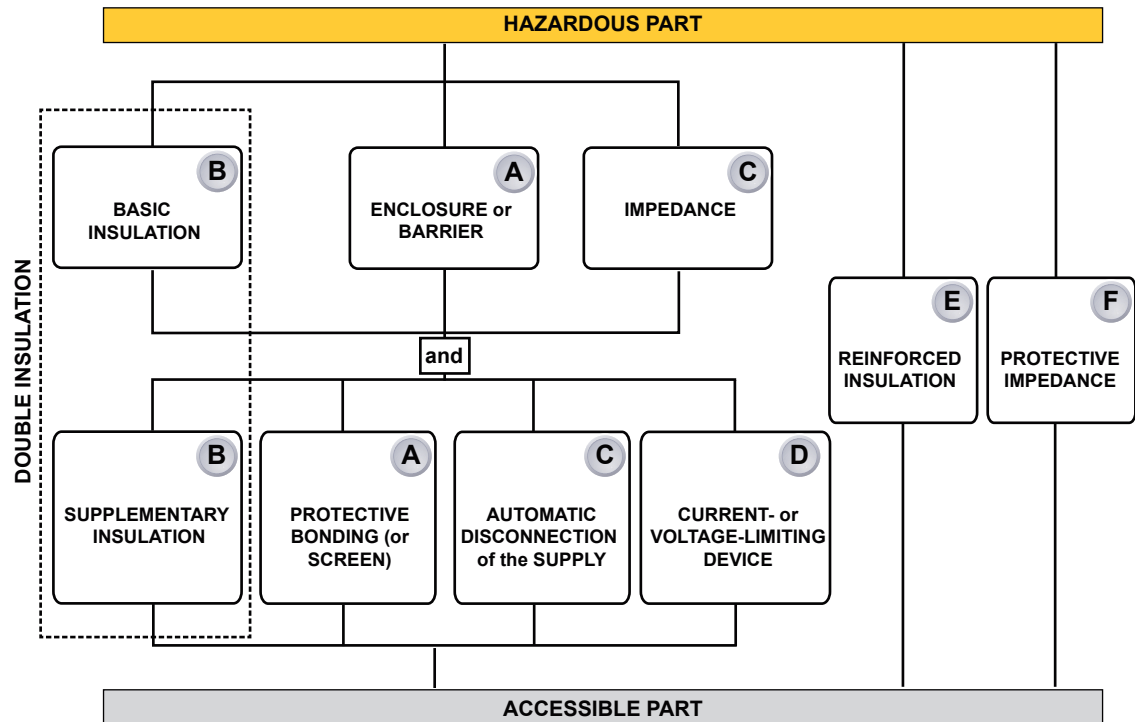 HAZARDOUS PART
B
BASIC
INSULATION
A
ENCLOSURE or
BARRIER
C
IMPEDANCE
DOUBLE INSULATION
E
REINFORCED
INSULATION
F
PROTECTIVE
IMPEDANCE
and
B
SUPPLEMENTARY
INSULATION
A
PROTECTIVE
BONDING (or
SCREEN)
C
AUTOMATIC
DISCONNECTION
of the SUPPLY
D
CURRENT- or
VOLTAGE-LIMITING
DEVICE
ACCESSIBLE PART